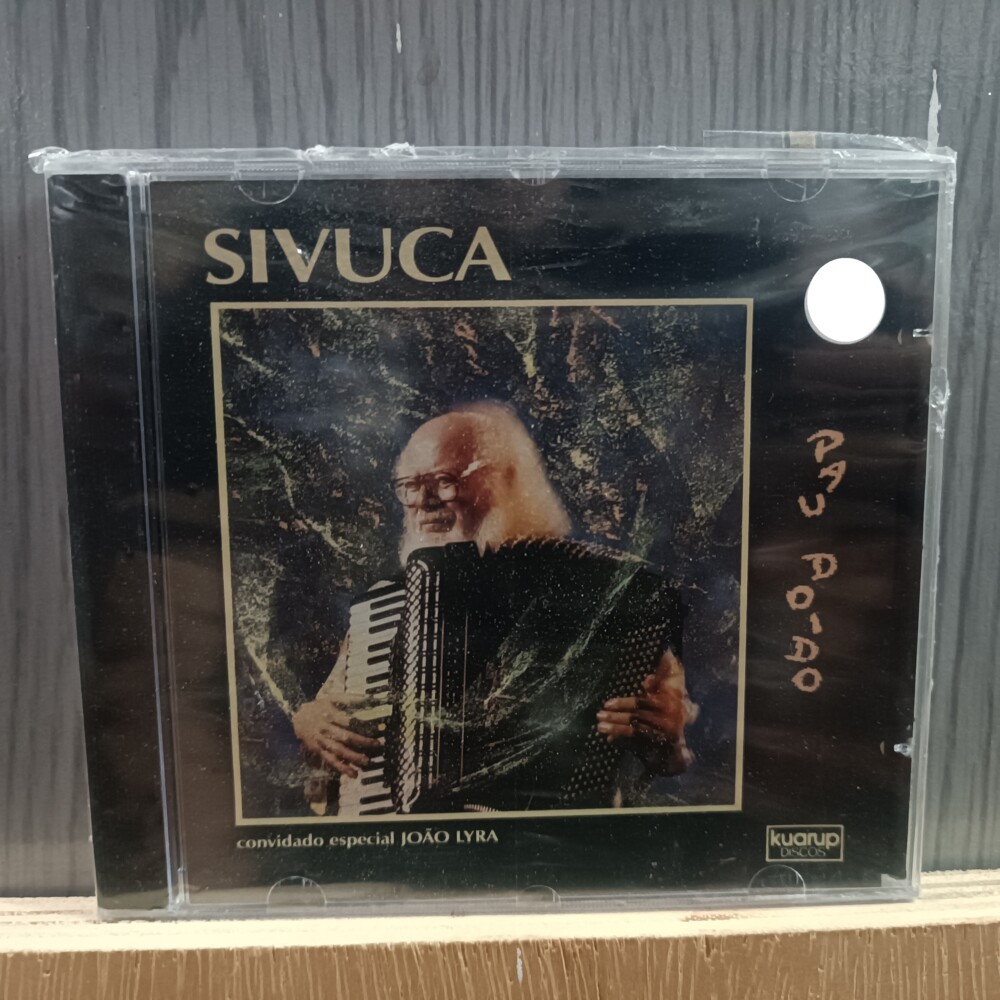 SIVUCA
PAU DOIDO
convidado especial JOÃO LYRA
kuarup
DISCOS